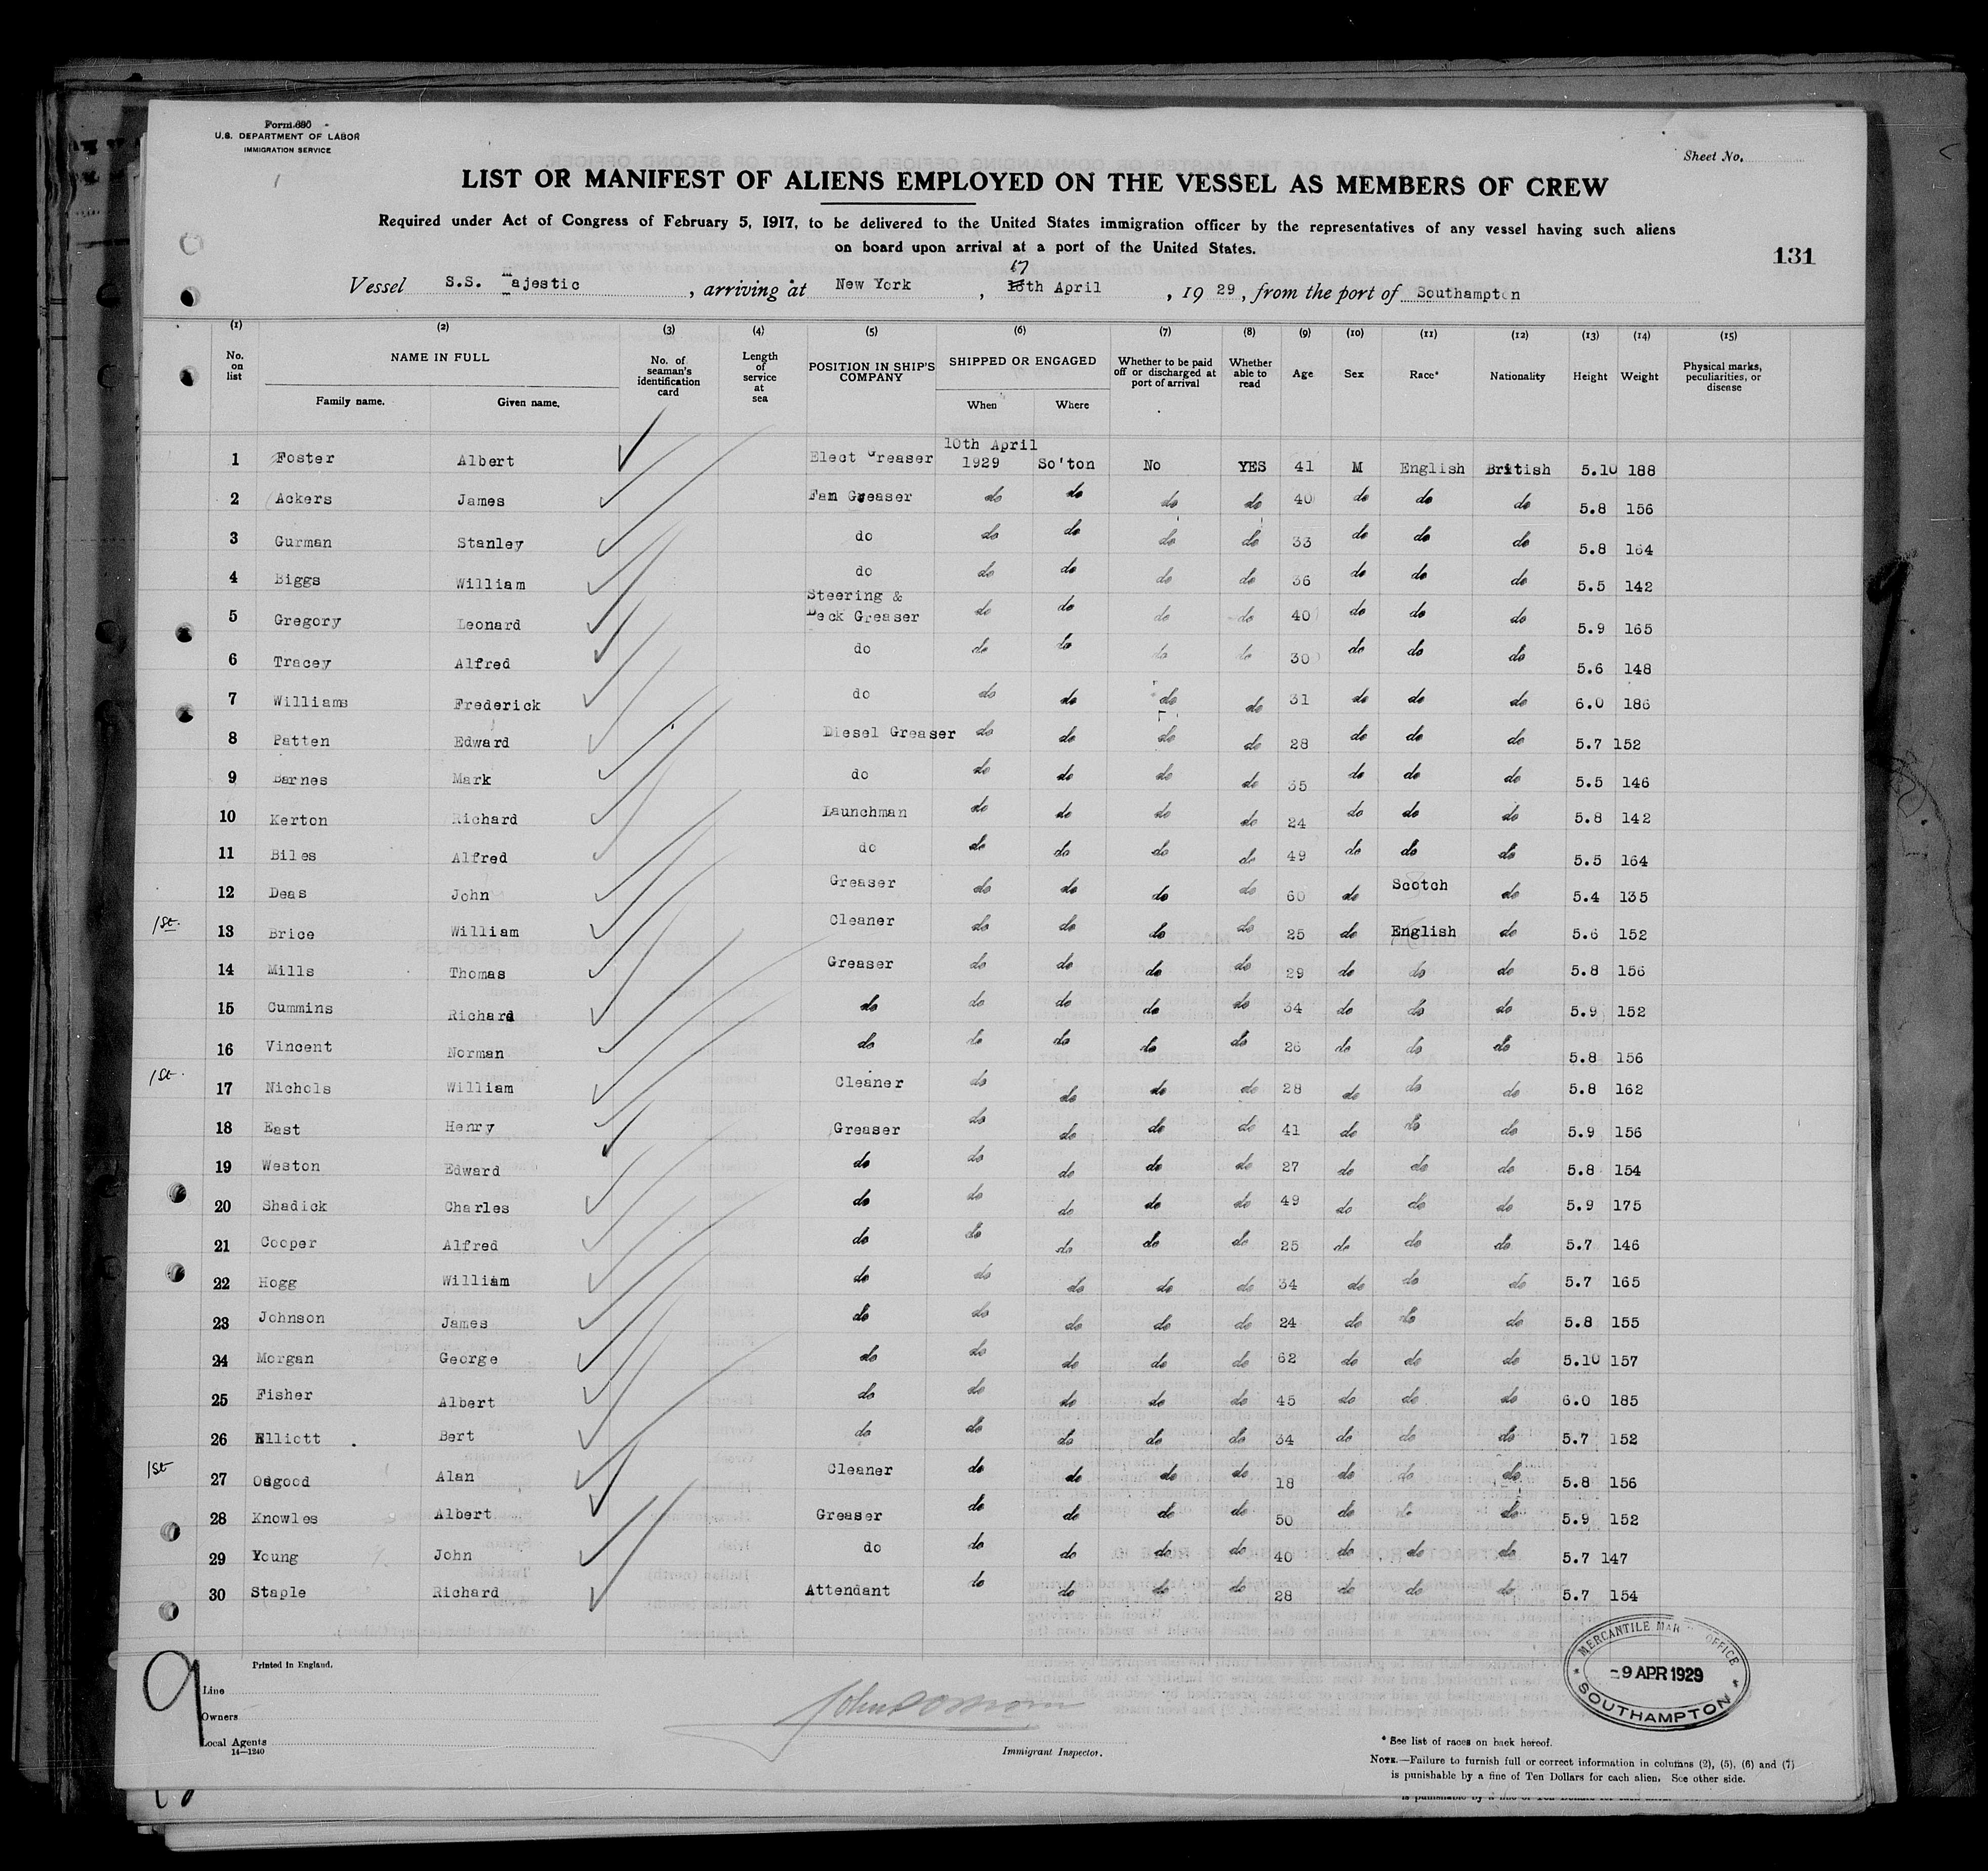 Form 680
U.S. DEPARTMENT OF LABOR
IMMIGRATION SERVICE
Sheet No.
LIST OR MANIFEST OF ALIENS EMPLOYED ON THE VESSEL AS MEMBERS OF CREW
Required under Act of Congress of February 5, 1917, to be delivered to the United States immigration officer by the representatives of any vessel having such aliens
on board upon arrival at a port of the United States.
131
17
Vessel S.S. Majestic, arriving at New York, 16th April, 1929, from the port of Southampton
(1) (2) (3) (4) (5) (6) (7) (8) (9) (10) (11) (12) (13) (14) (15)
No. on list NAME IN FULL Family name. Given name. No. of seaman's identification card Length of service at sea POSITION IN SHIP'S COMPANY SHIPPED OR ENGAGED When Where Whether to be paid off or discharged at port of arrival Whether able to read Age Sex Race* Nationality Height Weight Physical marks, peculiarities, or disease
1 Foster Albert Elect Greaser 10th April 1929 So'ton No YES 41 M English British 5.10 188
2 Ackers James Fan Greaser do do do do 40 do do do 5.8 156
3 Gurman Stanley do do do do do 33 do do do 5.8 164
4 Biggs William do do do do do 36 do do do 5.5 142
5 Gregory Leonard Steering & Deck Greaser do do do do 40 do do do 5.9 165
6 Tracey Alfred do do do do do 30 do do do 5.6 148
7 Williams Frederick do do do do do 31 do do do 6.0 186
8 Patten Edward Diesel Greaser do do do do 28 do do do 5.7 152
9 Barnes Mark do do do do do 35 do do do 5.5 146
10 Kerton Richard Launchman do do do do 24 do do do 5.8 142
11 Biles Alfred do do do do do 49 do do do 5.5 164
12 Deas John Greaser do do do do 60 do Scotch do 5.4 135
1st. 13 Brice William Cleaner do do do do 25 do English do 5.6 152
14 Mills Thomas Greaser do do do do 29 do do do 5.8 156
15 Cummins Richard do do do do do 34 do do do 5.9 152
16 Vincent Norman do do do do do 26 do do do 5.8 156
1st. 17 Nichols William Cleaner do do do do 28 do do do 5.8 162
18 East Henry Greaser do do do do 41 do do do 5.9 156
19 Weston Edward do do do do do 27 do do do 5.8 154
20 Shadick Charles do do do do do 49 do do do 5.9 175
21 Cooper Alfred do do do do do 25 do do do 5.7 146
22 Hogg William do do do do do 34 do do do 5.7 165
23 Johnson James do do do do do 24 do do do 5.8 155
24 Morgan George do do do do do 62 do do do 5.10 157
25 Fisher Albert do do do do do 45 do do do 6.0 185
26 Elliott Bert do do do do do 34 do do do 5.7 152
1st 27 Osgood Alan Cleaner do do do do 18 do do do 5.8 156
28 Knowles Albert Greaser do do do do 50 do do do 5.9 152
29 Young John do do do do do 40 do do do 5.7 147
30 Staple Richard Attendant do do do do 28 do do do 5.7 154
Printed in England.
9
Line
Owners
Local Agents
14—1240
Immigrant Inspector.
MERCANTILE MAR OFFICE
-9 APR 1929
SOUTHAMPTON
* See list of races on back hereof.
NOTE.—Failure to furnish full or correct information in columns (2), (5), (6) and (7)
is punishable by a fine of Ten Dollars for each alien. See other side.